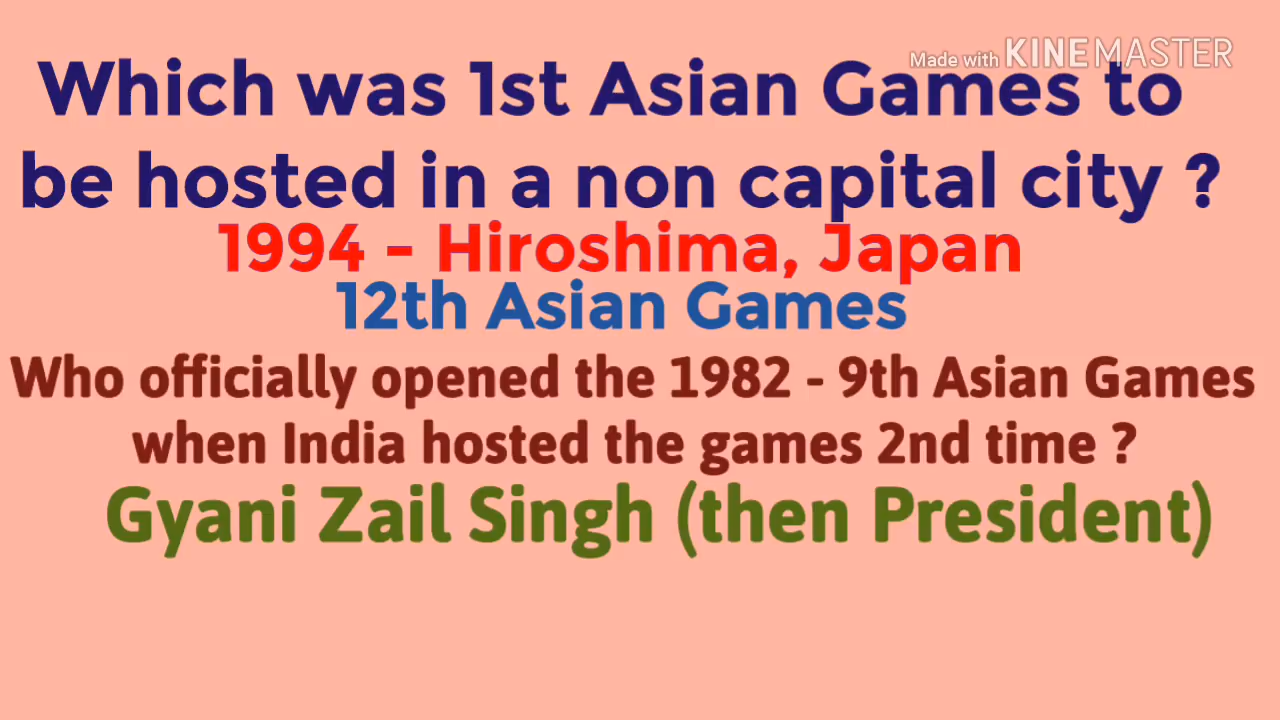 Made with KINEMASTER
Which was 1st Asian Games to
be hosted in a non capital city ?
1994 - Hiroshima, Japan
12th Asian Games
Who officially opened the 1982 - 9th Asian Games
when India hosted the games 2nd time ?
Gyani Zail Singh (then President)